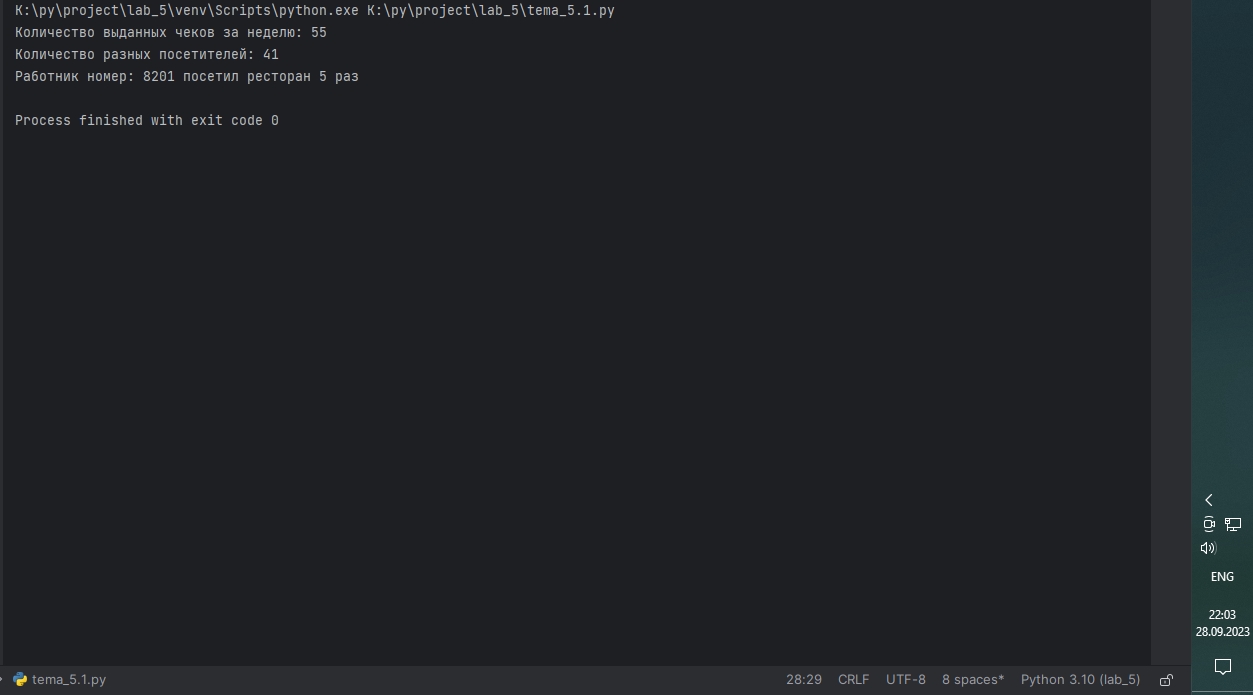 K:\py\project\lab_5\venv\Scripts\python.exe K:\py\project\lab_5\tema_5.1.py
Количество выданных чеков за неделю: 55
Количество разных посетителей: 41
Работник номер: 8201 посетил ресторан 5 раз
Process finished with exit code 0
ENG
22:03
28.09.2023
tema_5.1.py 28:29 CRLF UTF-8 8 spaces* Python 3.10 (lab_5)